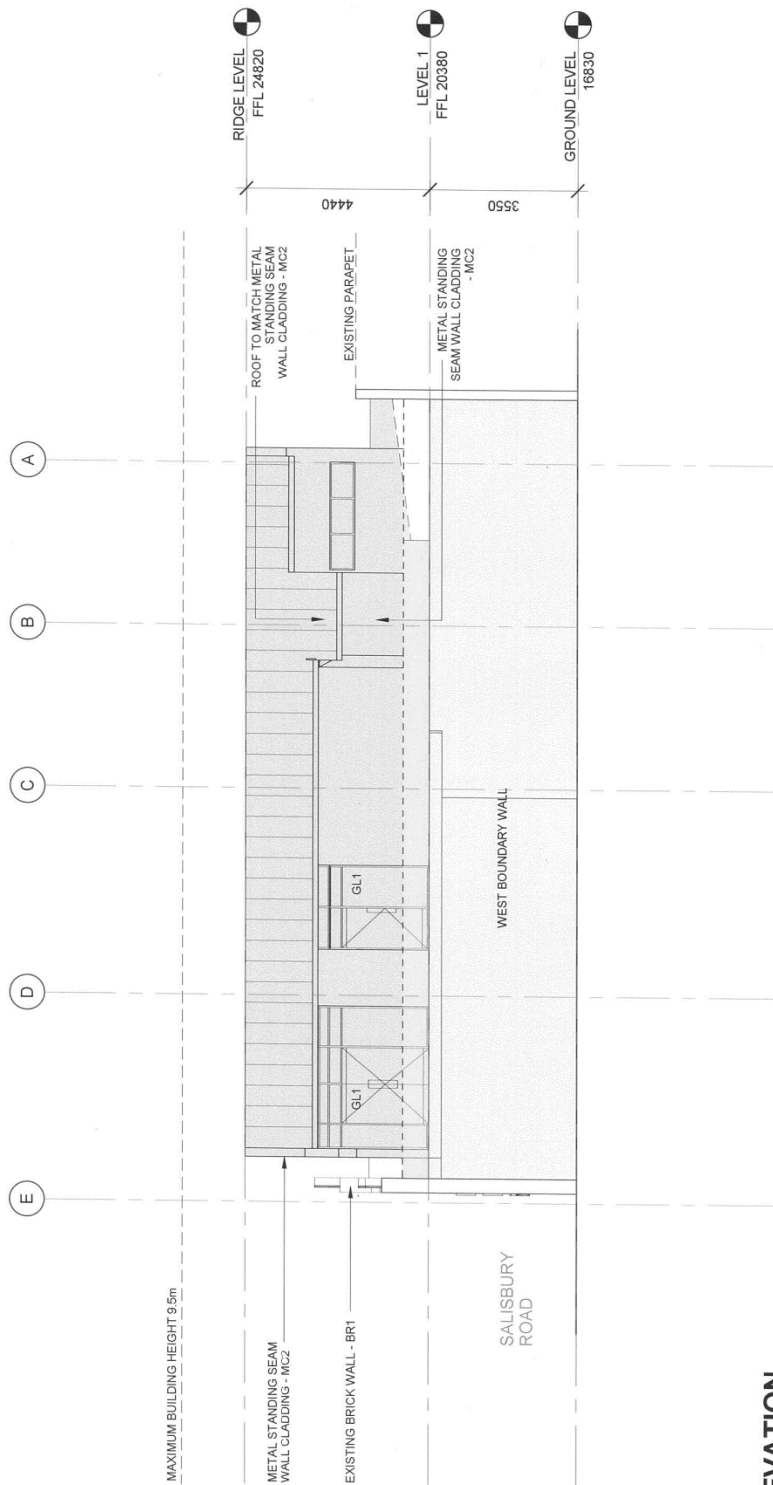 MAXIMUM BUILDING HEIGHT 9.5m
E
D
C
B
A
METAL STANDING SEAM
WALL CLADDING - MC2
EXISTING BRICK WALL - BR1
SALISBURY
ROAD
GL1
GL1
WEST BOUNDARY WALL
ROOF TO MATCH METAL
STANDING SEAM
WALL CLADDING - MC2
EXISTING PARAPET
METAL STANDING
SEAM WALL CLADDING
- MC2
4440
3550
RIDGE LEVEL
FFL 24820
LEVEL 1
FFL 20380
GROUND LEVEL
16830